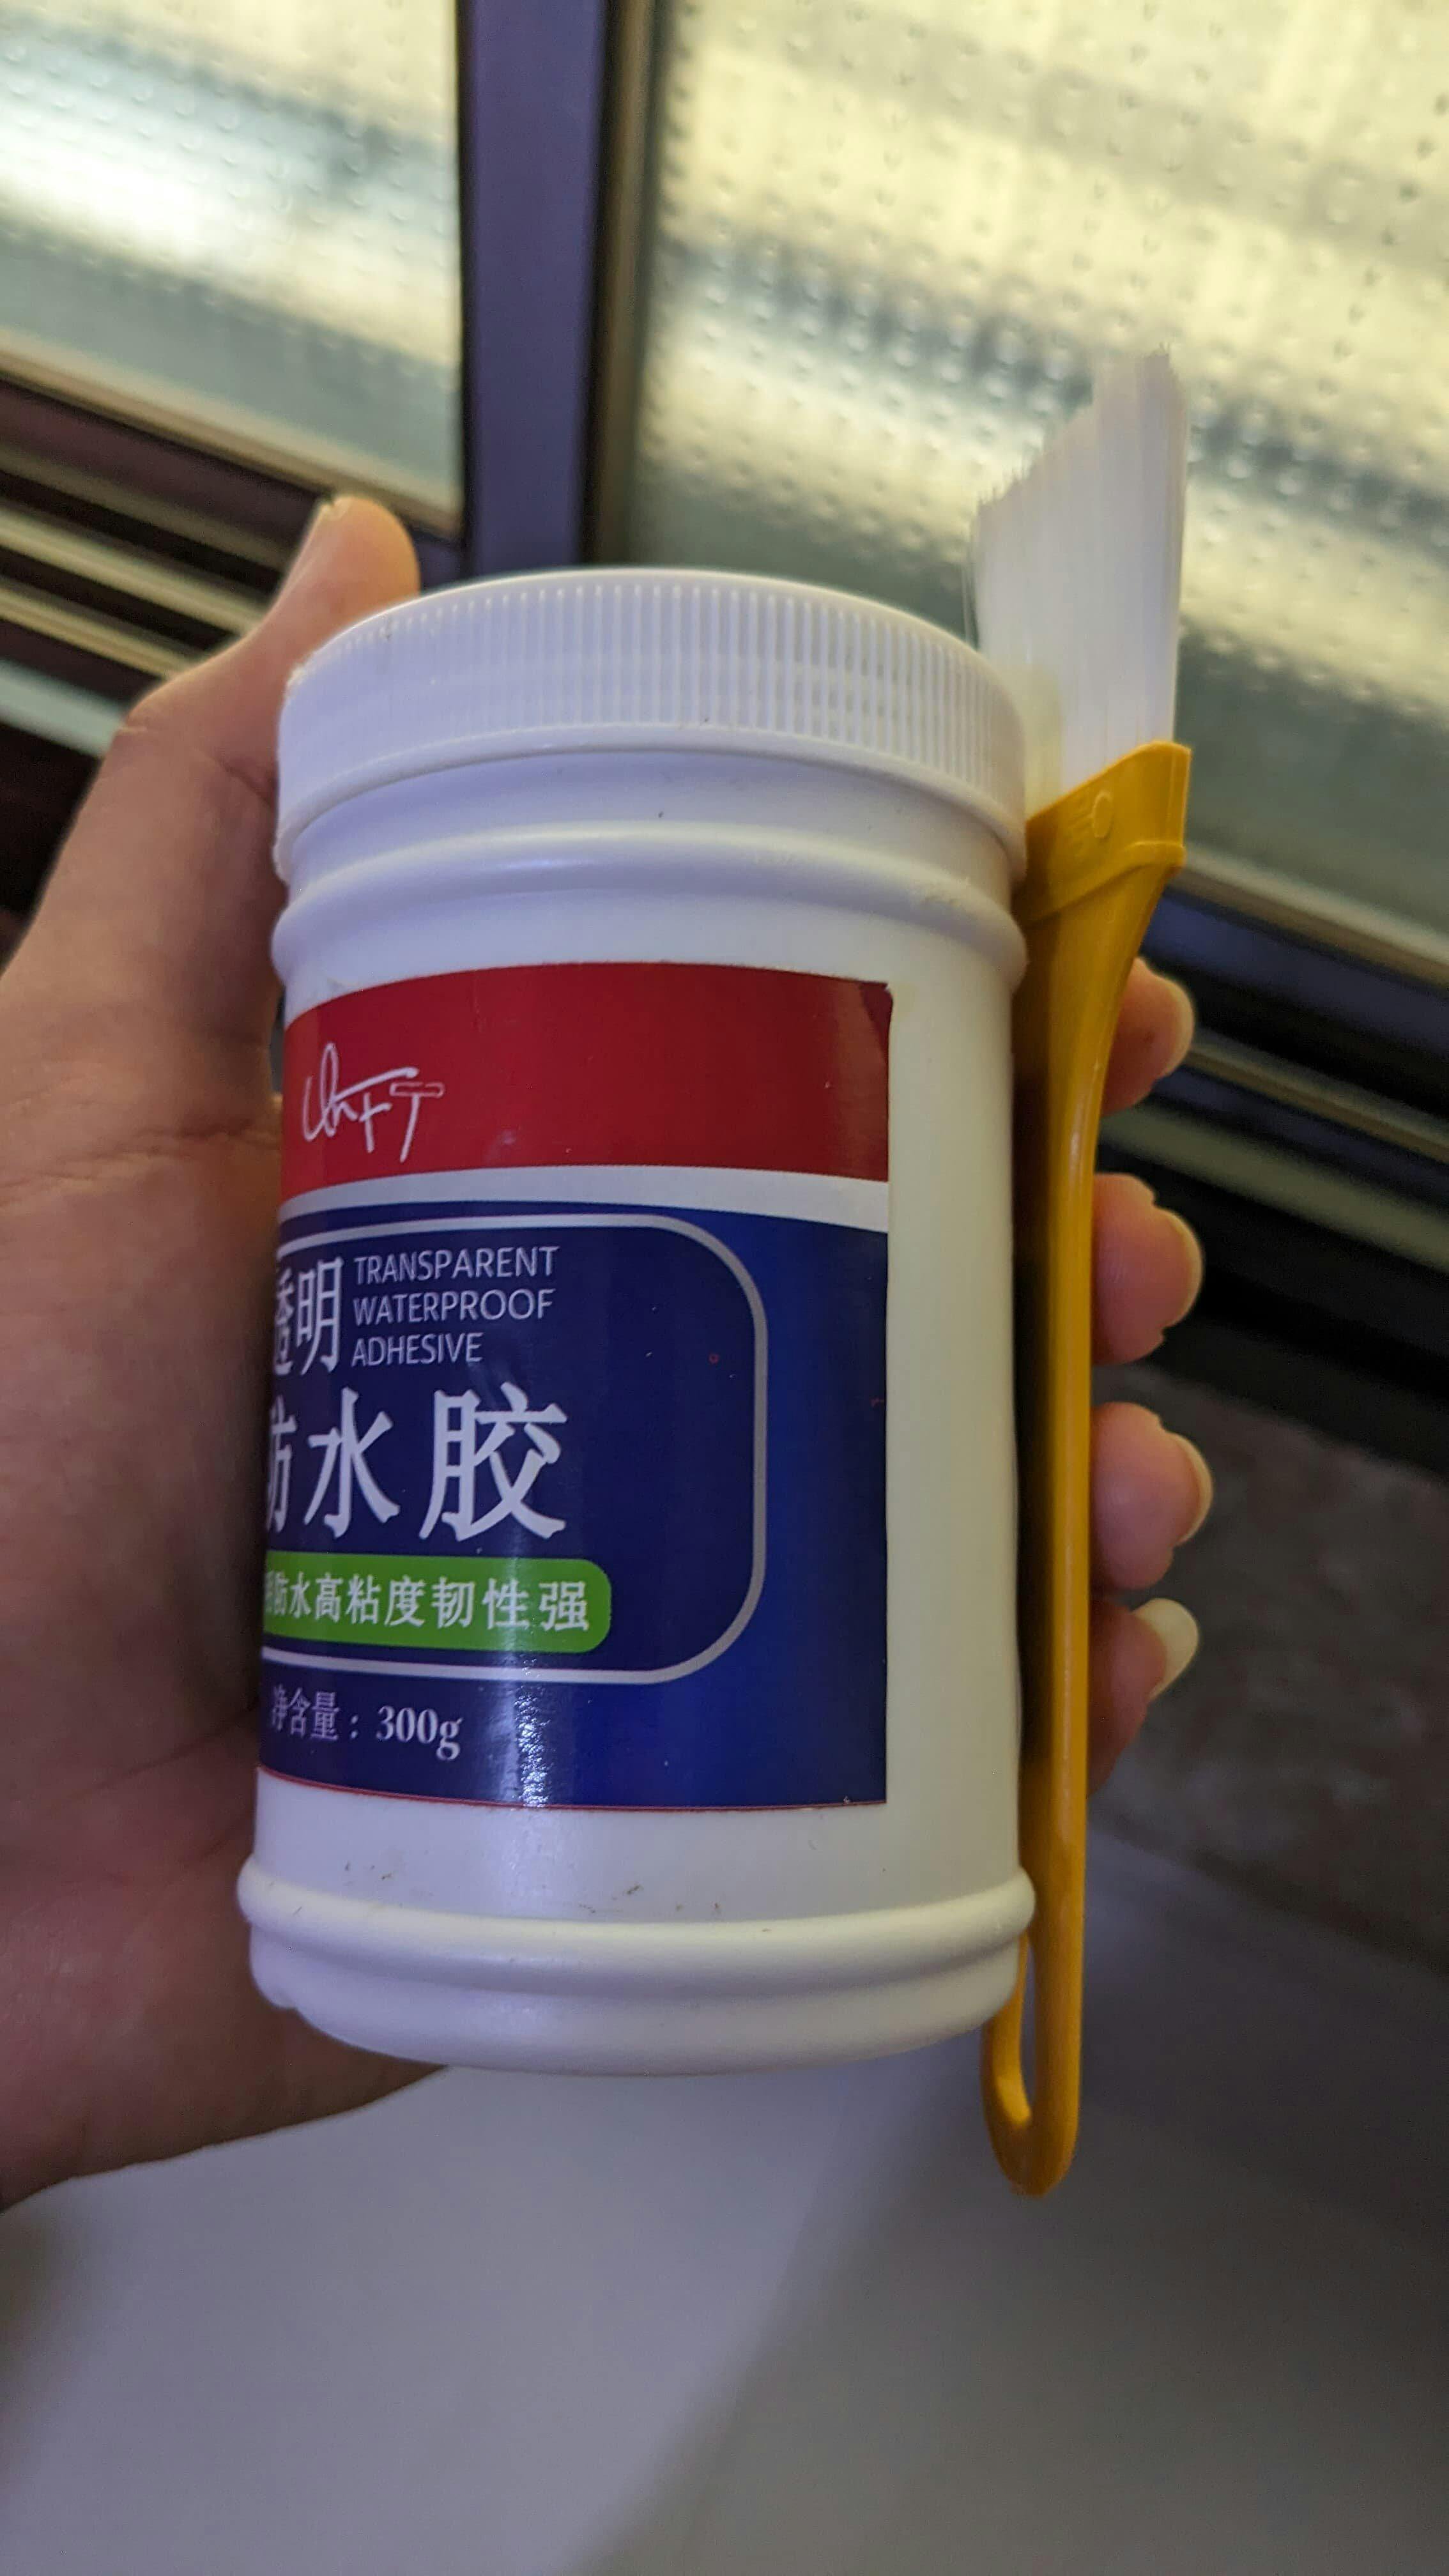 透明
TRANSPARENT
WATERPROOF
ADHESIVE
防水胶
防水高粘度韧性强
净含量：300g